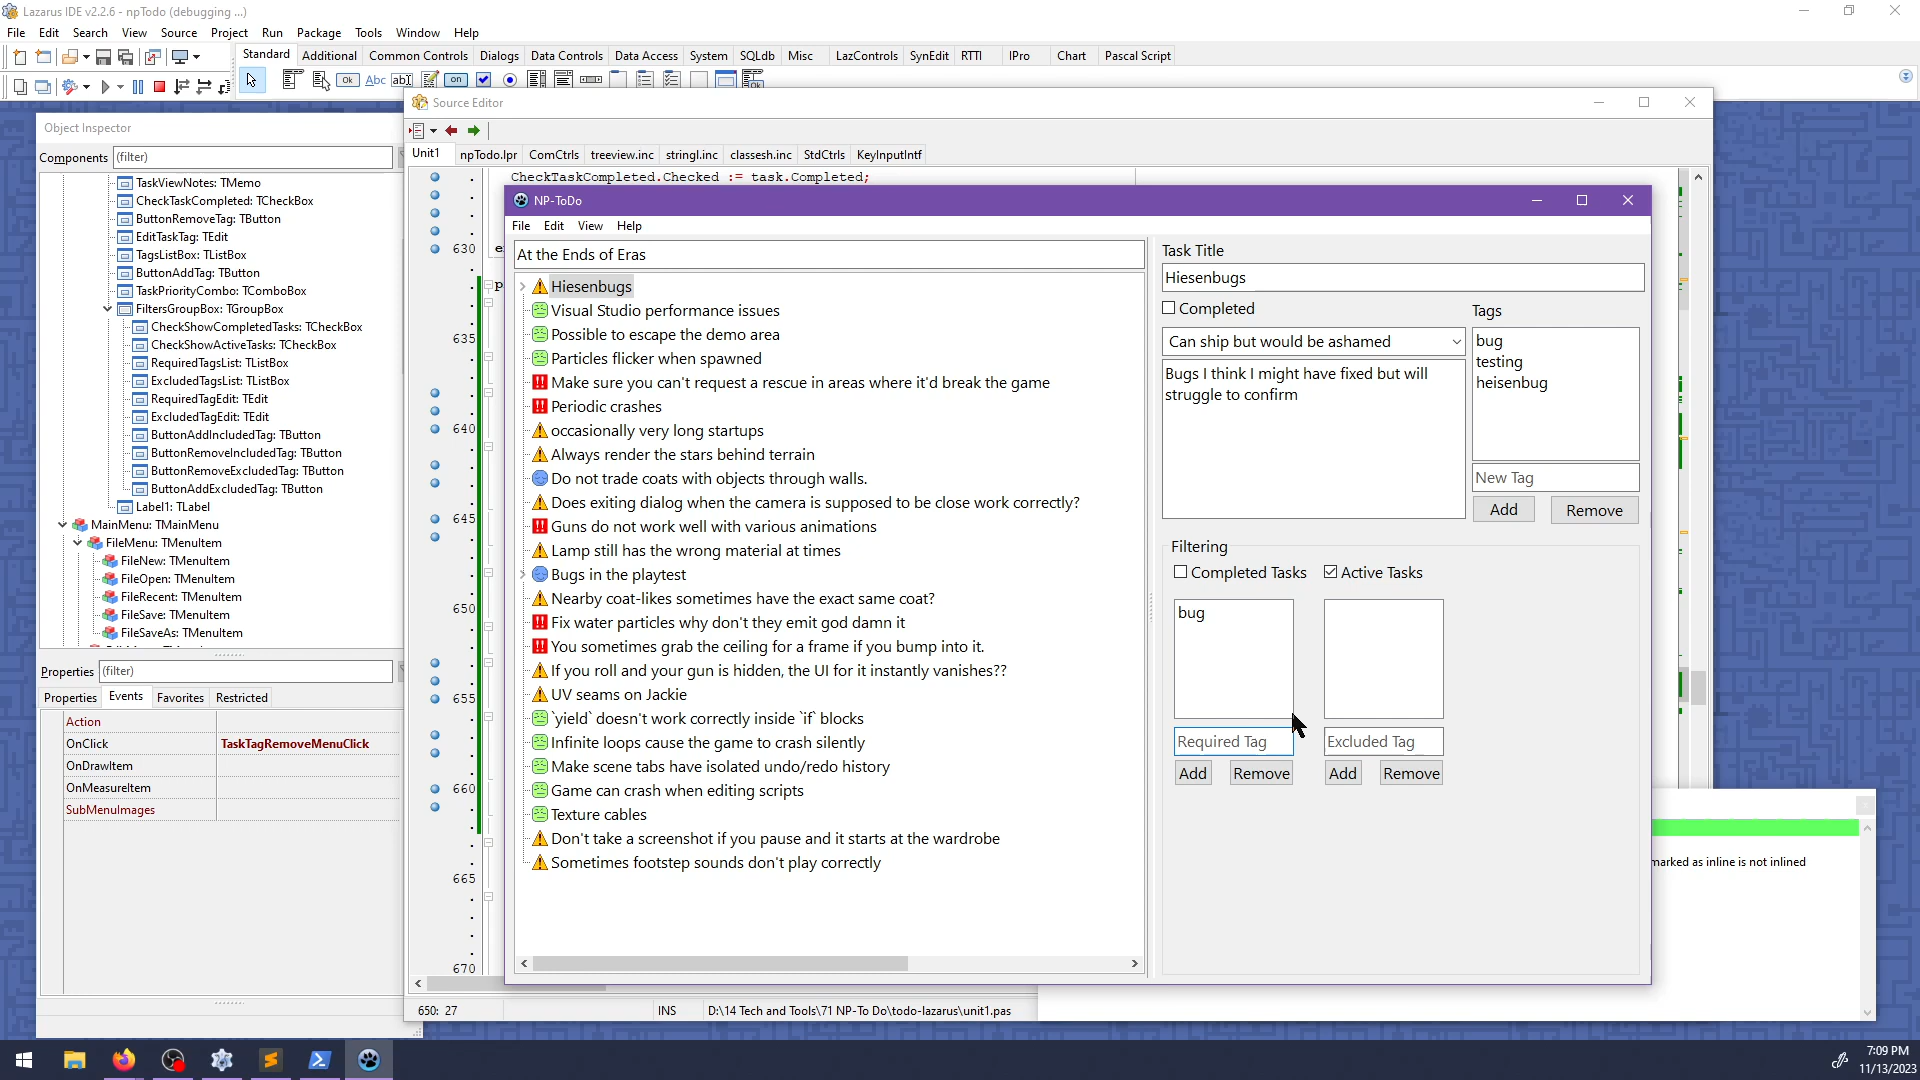 Lazarus IDE v2.2.6 - npTodo (debugging ...)
File Edit Search View Source Project Run Package Tools Window Help
Standard Additional Common Controls Dialogs Data Controls Data Access System SQLdb Misc LazControls SynEdit RTTI IPro Chart Pascal Script
Ok Abc abI on
Source Editor
Object Inspector
Components (filter)
Unit1 npTodo.lpr ComCtrls treeview.inc stringl.inc classesh.inc StdCtrls KeyInputIntf
TaskViewNotes: TMemo
CheckTaskCompleted: TCheckBox
ButtonRemoveTag: TButton
EditTaskTag: TEdit
TagsListBox: TListBox
ButtonAddTag: TButton
TaskPriorityCombo: TComboBox
FiltersGroupBox: TGroupBox
CheckShowCompletedTasks: TCheckBox
CheckShowActiveTasks: TCheckBox
RequiredTagsList: TListBox
ExcludedTagsList: TListBox
RequiredTagEdit: TEdit
ExcludedTagEdit: TEdit
ButtonAddIncludedTag: TButton
ButtonRemoveIncludedTag: TButton
ButtonRemoveExcludedTag: TButton
ButtonAddExcludedTag: TButton
Label1: TLabel
MainMenu: TMainMenu
FileMenu: TMenuItem
FileNew: TMenuItem
FileOpen: TMenuItem
FileRecent: TMenuItem
FileSave: TMenuItem
FileSaveAs: TMenuItem
Properties (filter)
Properties Events Favorites Restricted
Action
OnClick TaskTagRemoveMenuClick
OnDrawItem
OnMeasureItem
SubMenuImages
CheckTaskCompleted.Checked := task.Completed;
630 e
p
635
640
645
650
655
660
665
670
NP-ToDo
File Edit View Help
At the Ends of Eras
Hiesenbugs
Visual Studio performance issues
Possible to escape the demo area
Particles flicker when spawned
Make sure you can't request a rescue in areas where it'd break the game
Periodic crashes
occasionally very long startups
Always render the stars behind terrain
Do not trade coats with objects through walls.
Does exiting dialog when the camera is supposed to be close work correctly?
Guns do not work well with various animations
Lamp still has the wrong material at times
Bugs in the playtest
Nearby coat-likes sometimes have the exact same coat?
Fix water particles why don't they emit god damn it
You sometimes grab the ceiling for a frame if you bump into it.
If you roll and your gun is hidden, the UI for it instantly vanishes??
UV seams on Jackie
`yield` doesn't work correctly inside `if` blocks
Infinite loops cause the game to crash silently
Make scene tabs have isolated undo/redo history
Game can crash when editing scripts
Texture cables
Don't take a screenshot if you pause and it starts at the wardrobe
Sometimes footstep sounds don't play correctly
Task Title
Hiesenbugs
Completed
Tags
Can ship but would be ashamed
Bugs I think I might have fixed but will
struggle to confirm
bug
testing
heisenbug
New Tag
Add Remove
Filtering
Completed Tasks Active Tasks
bug
Required Tag Excluded Tag
Add Remove Add Remove
marked as inline is not inlined
650: 27 INS D:\14 Tech and Tools\71 NP-To Do\todo-lazarus\unit1.pas
7:09 PM
11/13/2023